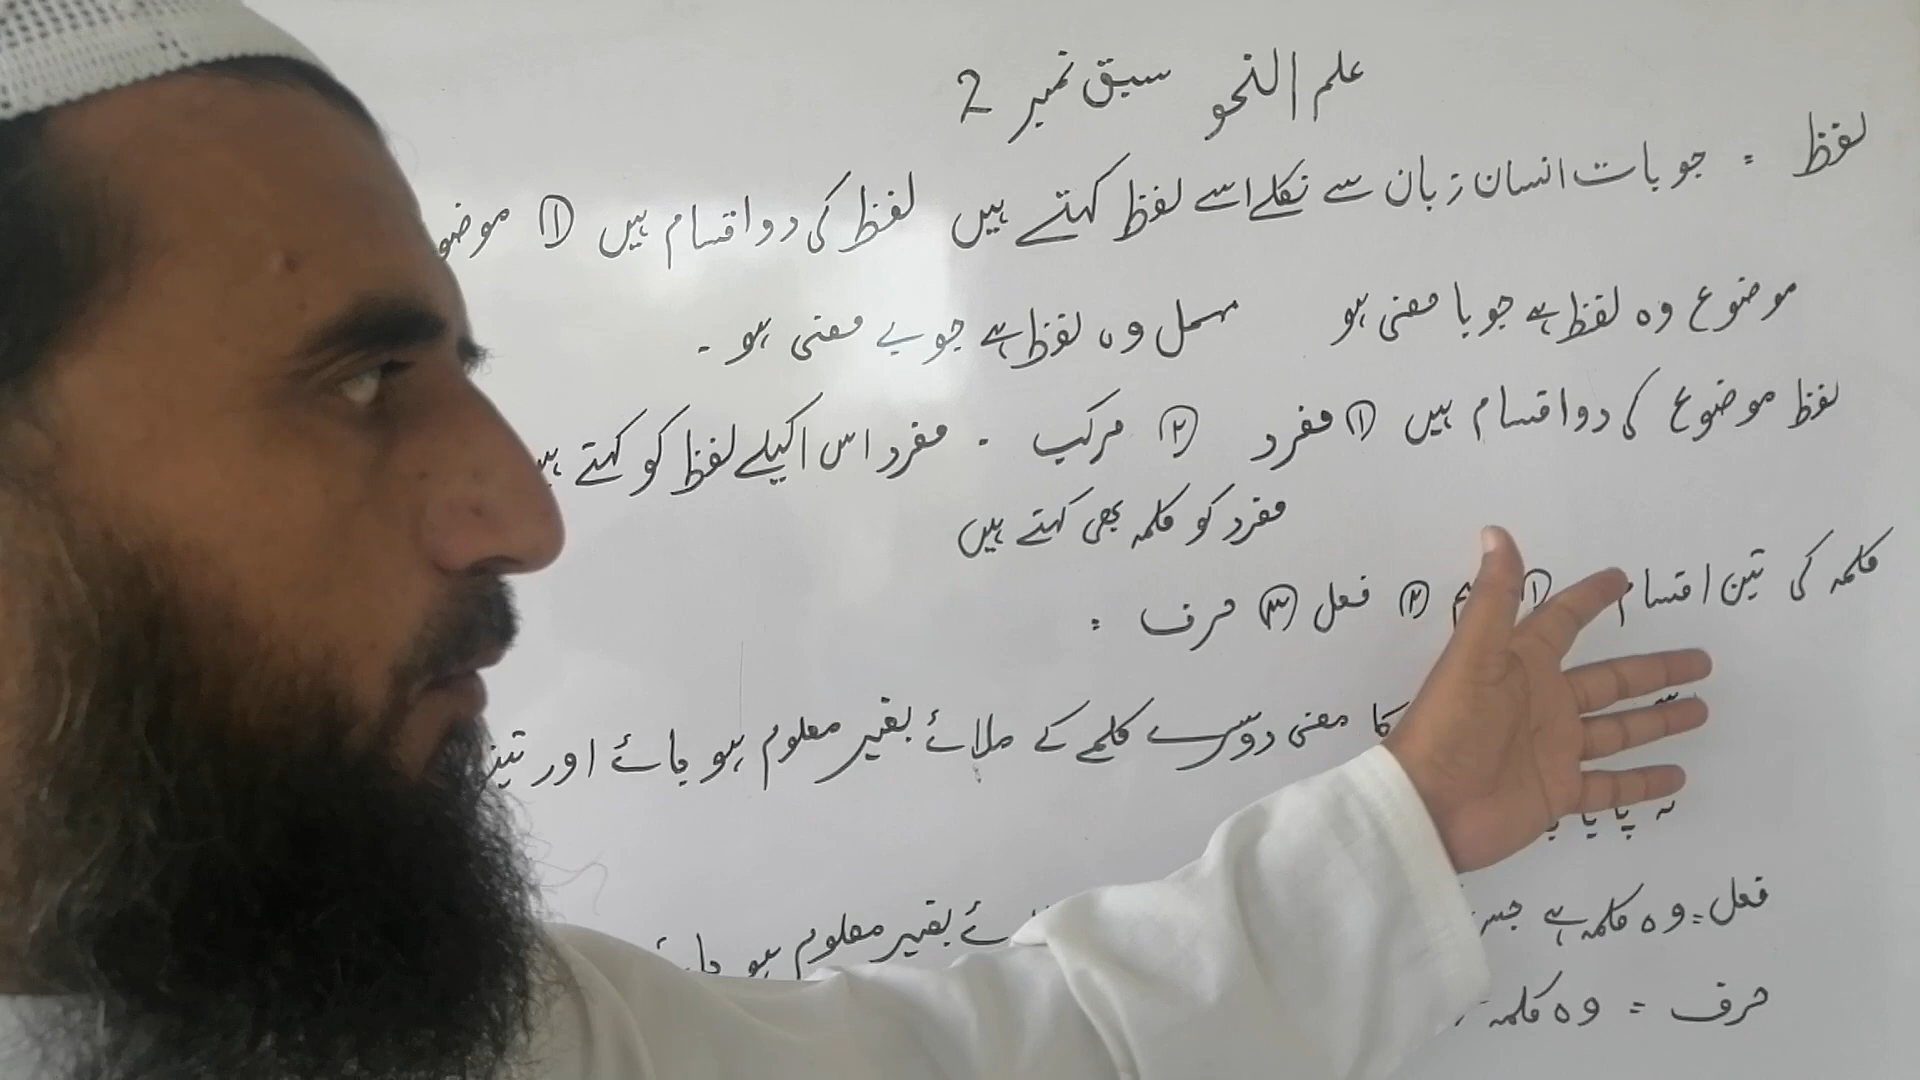 علم النحو سبق نمبر 2
لفظ = جو بات انسان زبان سے نکلے اسے لفظ کہتے ہیں لفظ کی دو اقسام ہیں ① موضو
موضوع وہ لفظ ہے جو با معنی ہو مہمل وہ لفظ ہے جو بے معنی ہو ۔
لفظ موضوع کی دو اقسام ہیں ① مفرد ② مرکب ۔ مفرد اس اکیلے لفظ کو کہتے ہیں
مفرد کو کلمہ بھی کہتے ہیں
کلمہ کی تین اقسام ① ② فعل ③ حرف :
کا معنی دوسرے کلمے کے ملائے بغیر معلوم ہو جائے اور
نہ پایا
فعل = وہ کلمہ ہے بغیر معلوم ہو
حرف = وہ کلمہ